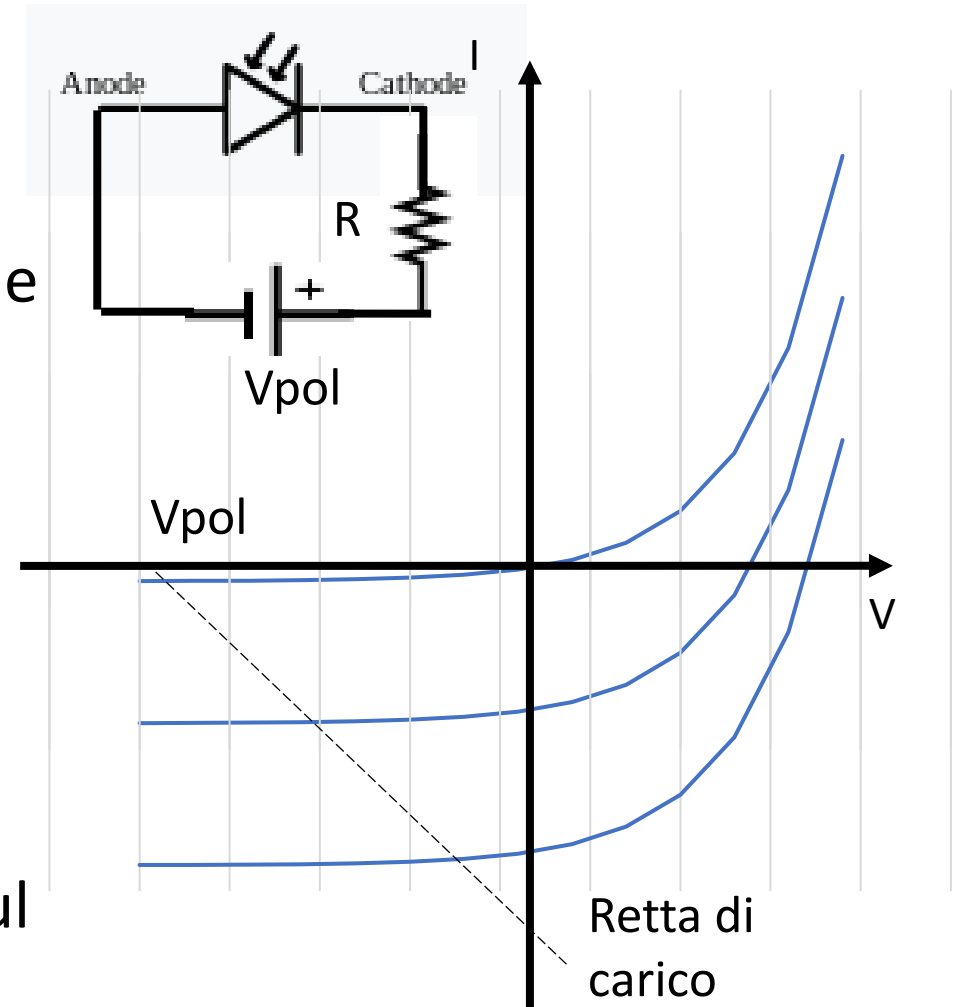 I
Anode
Cathode
R
e
+
Vpol
Vpol
V
ul
Retta di
carico